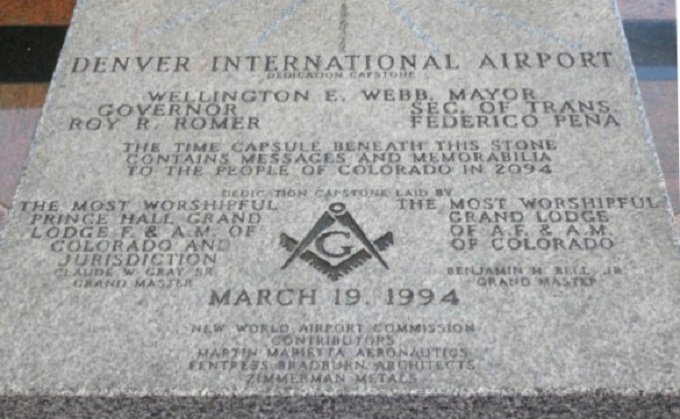 DENVER INTERNATIONAL AIRPORT
DEDICATION CAPSTONE
WELLINGTON E. WEBB, MAYOR
GOVERNOR
ROY R. ROMER
SEC. OF TRANS.
FEDERICO PENA
THE TIME CAPSULE BENEATH THIS STONE
CONTAINS MESSAGES AND MEMORABILIA
TO THE PEOPLE OF COLORADO IN 2094
DEDICATION CAPSTONE LAID BY
THE MOST WORSHIPFUL
PRINCE HALL GRAND
LODGE F. & A.M. OF
COLORADO AND
JURISDICTION
CLAUDE W. GRAY SR.
GRAND MASTER
G
THE MOST WORSHIPFUL
GRAND LODGE
OF A.F. & A.M.
OF COLORADO
BENJAMIN H. BELL, JR.
GRAND MASTER
MARCH 19, 1994
NEW WORLD AIRPORT COMMISSION
CONTRIBUTORS
MARTIN MARIETTA AERONAUTICS
FENTRESS BRADBURN ARCHITECTS
ZIMMERMAN METALS